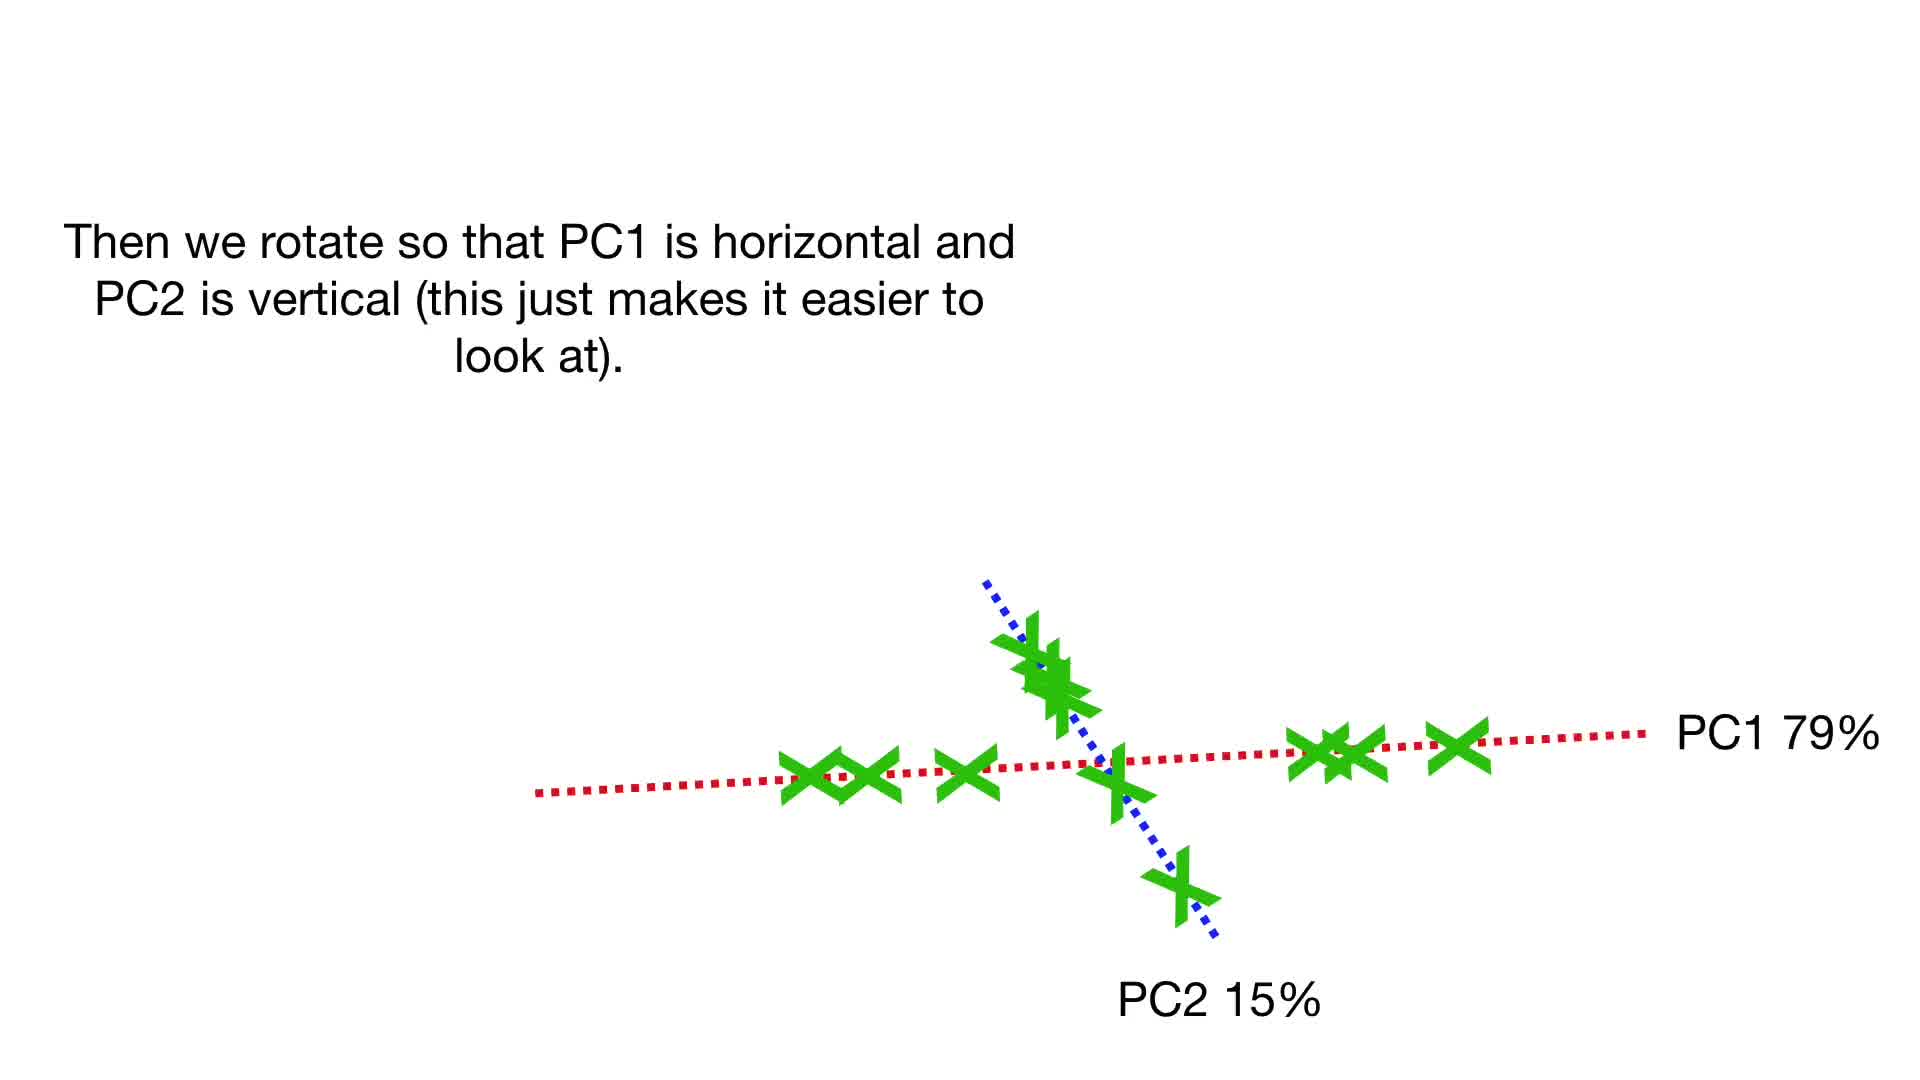 Then we rotate so that PC1 is horizontal and
PC2 is vertical (this just makes it easier to
look at).
PC1 79%
PC2 15%